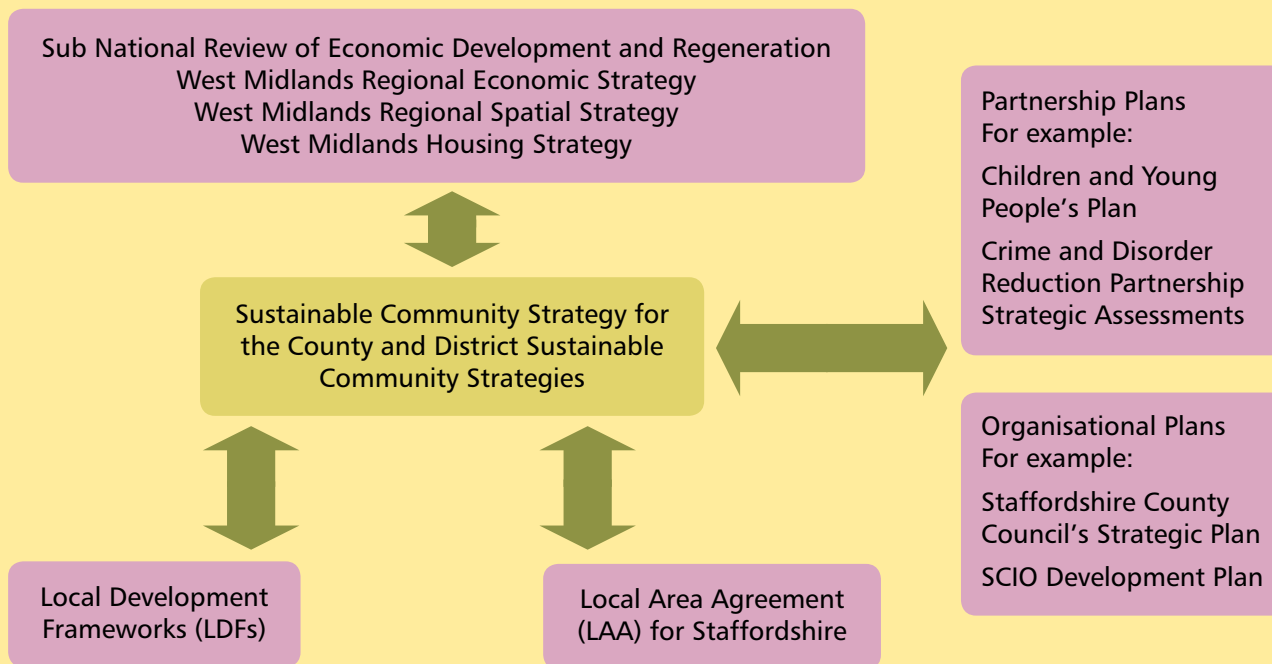 Sub National Review of Economic Development and Regeneration
West Midlands Regional Economic Strategy
West Midlands Regional Spatial Strategy
West Midlands Housing Strategy
Partnership Plans
For example:
Children and Young
People’s Plan
Crime and Disorder
Reduction Partnership
Strategic Assessments
Sustainable Community Strategy for
the County and District Sustainable
Community Strategies
Organisational Plans
For example:
Staffordshire County
Council’s Strategic Plan
SCIO Development Plan
Local Development
Frameworks (LDFs)
Local Area Agreement
(LAA) for Staffordshire